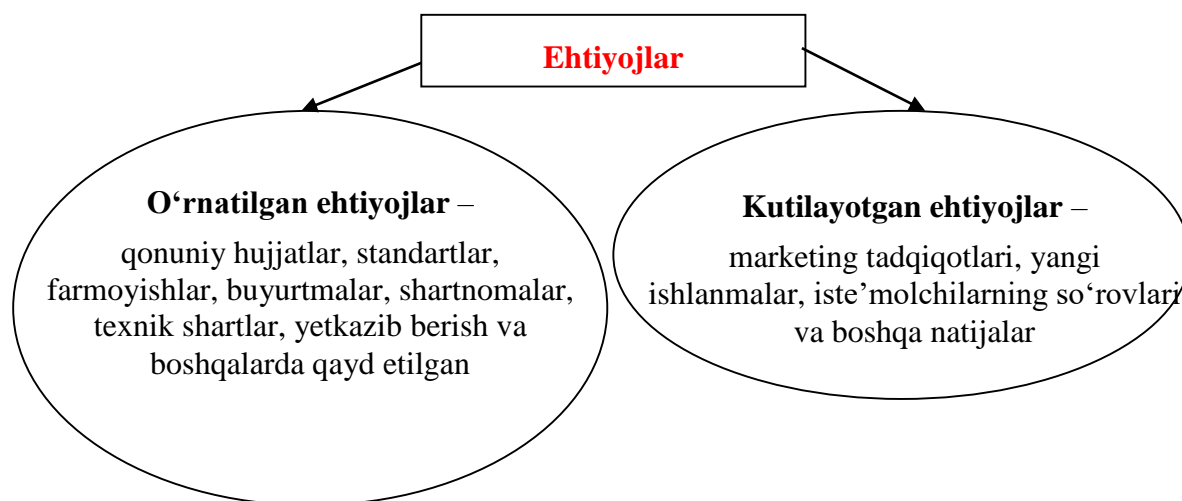 Ehtiyojlar
O‘rnatilgan ehtiyojlar –
qonuniy hujjatlar, standartlar,
farmoyishlar, buyurtmalar, shartnomalar,
texnik shartlar, yetkazib berish va
boshqalarda qayd etilgan
Kutilayotgan ehtiyojlar –
marketing tadqiqotlari, yangi
ishlanmalar, iste’molchilarning so‘rovlari
va boshqa natijalar